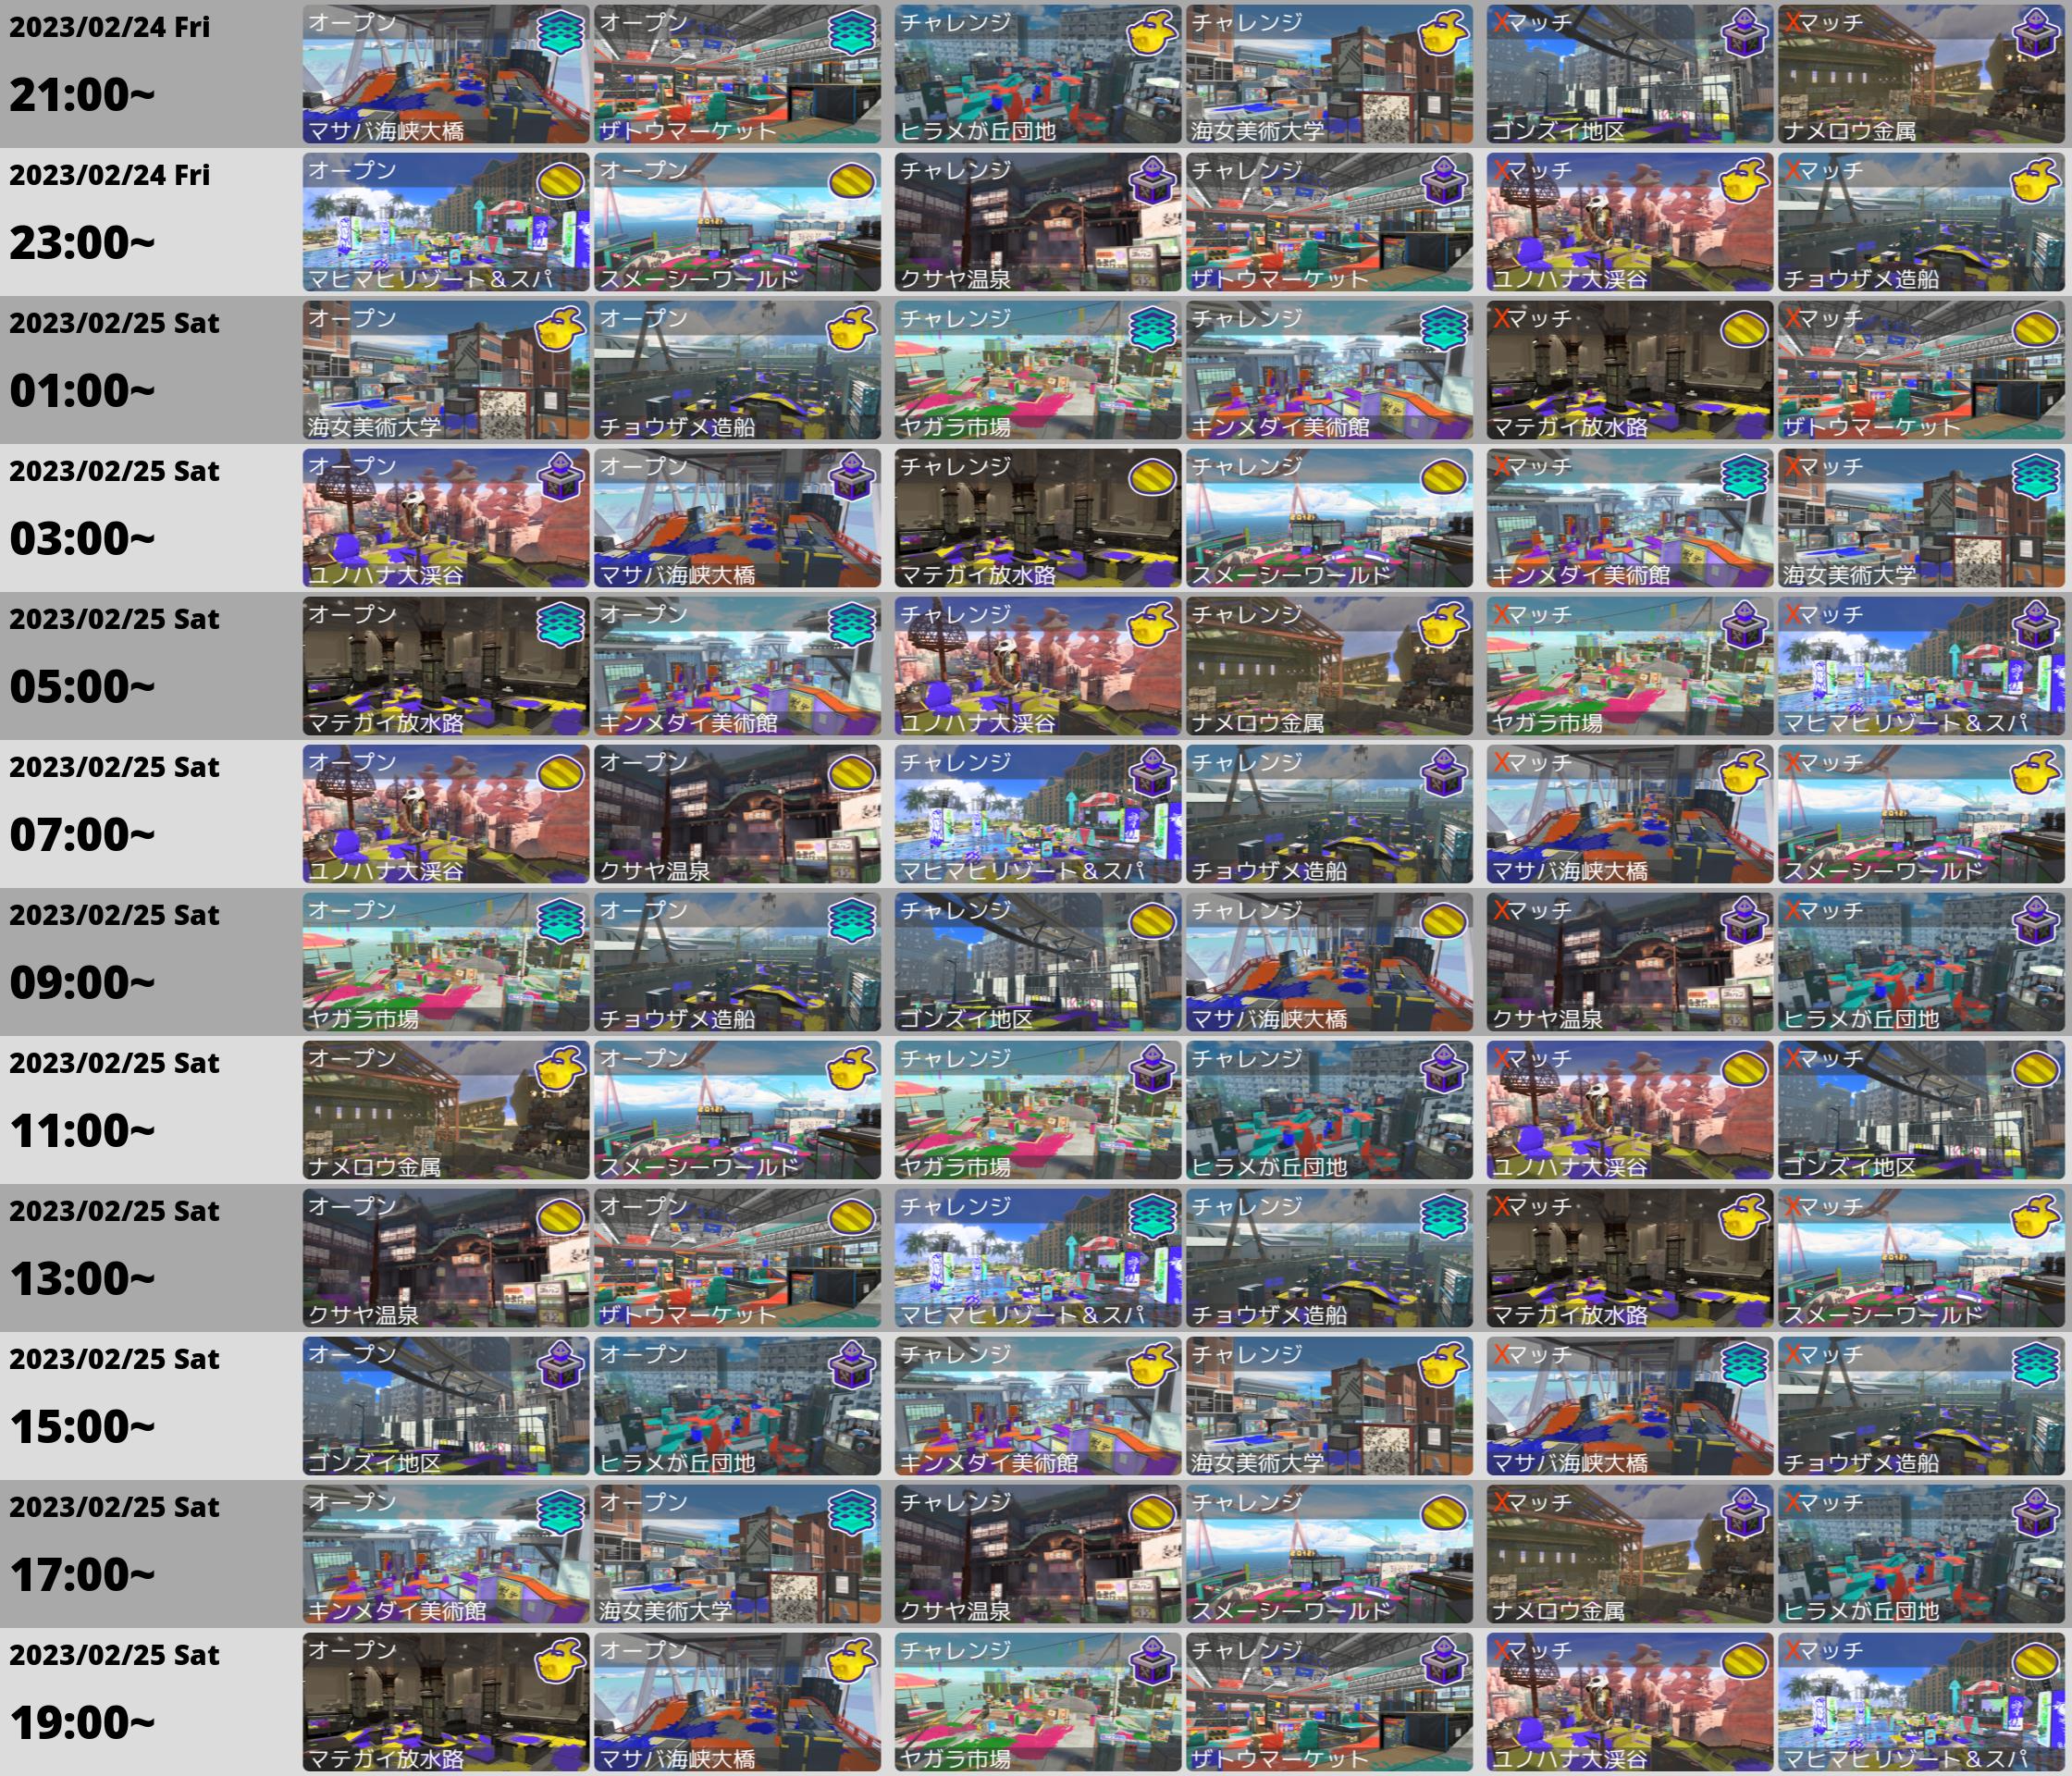 2023/02/24 Fri
21:00~
オープン
マサバ海峡大橋
オープン
ザトウマーケット
チャレンジ
ヒラメが丘団地
チャレンジ
海女美術大学
Xマッチ
ゴンズイ地区
Xマッチ
ナメロウ金属
2023/02/24 Fri
23:00~
オープン
マヒマヒリゾート＆スパ
オープン
スメーシーワールド
チャレンジ
クサヤ温泉
チャレンジ
ザトウマーケット
Xマッチ
ユノハナ大渓谷
Xマッチ
チョウザメ造船
2023/02/25 Sat
01:00~
オープン
海女美術大学
オープン
チョウザメ造船
チャレンジ
ヤガラ市場
チャレンジ
キンメダイ美術館
Xマッチ
マテガイ放水路
Xマッチ
ザトウマーケット
2023/02/25 Sat
03:00~
オープン
ユノハナ大渓谷
オープン
マサバ海峡大橋
チャレンジ
マテガイ放水路
チャレンジ
スメーシーワールド
Xマッチ
キンメダイ美術館
Xマッチ
海女美術大学
2023/02/25 Sat
05:00~
オープン
マテガイ放水路
オープン
キンメダイ美術館
チャレンジ
ユノハナ大渓谷
チャレンジ
ナメロウ金属
Xマッチ
ヤガラ市場
Xマッチ
マヒマヒリゾート＆スパ
2023/02/25 Sat
07:00~
オープン
ユノハナ大渓谷
オープン
クサヤ温泉
チャレンジ
マヒマヒリゾート＆スパ
チャレンジ
チョウザメ造船
Xマッチ
マサバ海峡大橋
Xマッチ
スメーシーワールド
2023/02/25 Sat
09:00~
オープン
ヤガラ市場
オープン
チョウザメ造船
チャレンジ
ゴンズイ地区
チャレンジ
マサバ海峡大橋
Xマッチ
クサヤ温泉
Xマッチ
ヒラメが丘団地
2023/02/25 Sat
11:00~
オープン
ナメロウ金属
オープン
スメーシーワールド
チャレンジ
ヤガラ市場
チャレンジ
ヒラメが丘団地
Xマッチ
ユノハナ大渓谷
Xマッチ
ゴンズイ地区
2023/02/25 Sat
13:00~
オープン
クサヤ温泉
オープン
ザトウマーケット
チャレンジ
マヒマヒリゾート＆スパ
チャレンジ
チョウザメ造船
Xマッチ
マテガイ放水路
Xマッチ
スメーシーワールド
2023/02/25 Sat
15:00~
オープン
ゴンズイ地区
オープン
ヒラメが丘団地
チャレンジ
キンメダイ美術館
チャレンジ
海女美術大学
Xマッチ
マサバ海峡大橋
Xマッチ
チョウザメ造船
2023/02/25 Sat
17:00~
オープン
キンメダイ美術館
オープン
海女美術大学
チャレンジ
クサヤ温泉
チャレンジ
スメーシーワールド
Xマッチ
ナメロウ金属
Xマッチ
ヒラメが丘団地
2023/02/25 Sat
19:00~
オープン
マテガイ放水路
オープン
マサバ海峡大橋
チャレンジ
ヤガラ市場
チャレンジ
ザトウマーケット
Xマッチ
ユノハナ大渓谷
Xマッチ
マヒマヒリゾート＆スパ